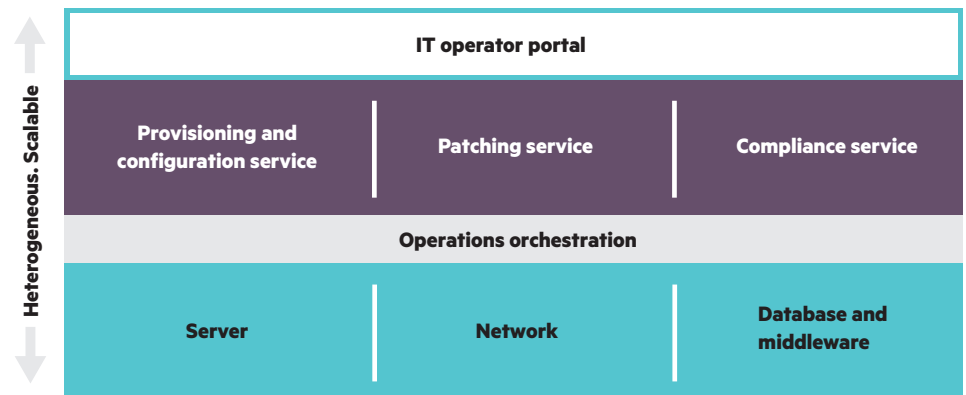 Heterogeneous. Scalable
IT operator portal
Provisioning and
configuration service
Patching service
Compliance service
Operations orchestration
Server
Network
Database and
middleware